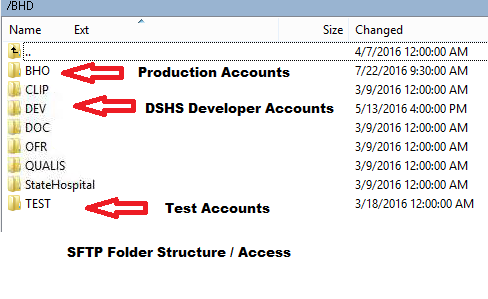 /BHD
Name Ext Size Changed
.. 4/7/2016 12:00:00 AM
BHO Production Accounts 7/22/2016 9:30:00 AM
CLIP 3/9/2016 12:00:00 AM
DEV DSHS Developer Accounts 5/13/2016 4:00:00 PM
DOC 3/9/2016 12:00:00 AM
OFR 3/9/2016 12:00:00 AM
QUALIS 3/9/2016 12:00:00 AM
StateHospital 3/9/2016 12:00:00 AM
TEST Test Accounts 3/18/2016 12:00:00 AM
SFTP Folder Structure / Access